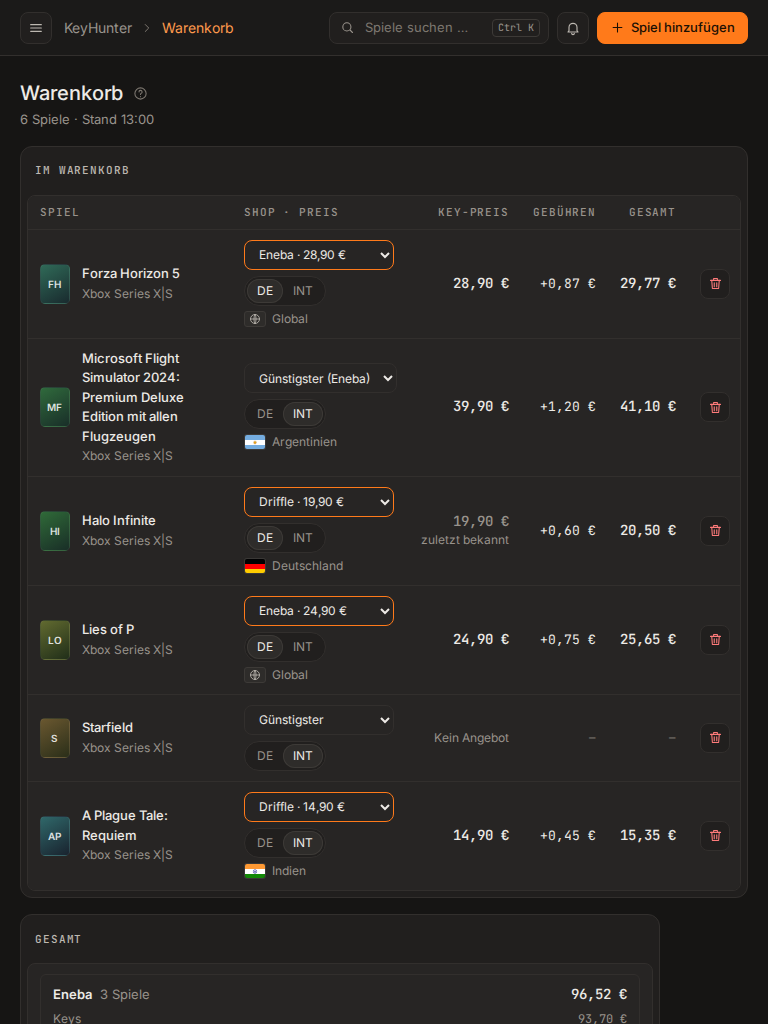 KeyHunter > Warenkorb
Spiele suchen ...
Ctrl K
Spiel hinzufügen
Warenkorb
6 Spiele · Stand 13:00
IM WARENKORB
SPIEL SHOP · PREIS KEY-PREIS GEBÜHREN GESAMT
FH
Forza Horizon 5
Xbox Series X|S
Eneba · 28,90 €
DE INT
Global
28,90 € +0,87 € 29,77 €
MF
Microsoft Flight
Simulator 2024:
Premium Deluxe
Edition mit allen
Flugzeugen
Xbox Series X|S
Günstigster (Eneba)
DE INT
Argentinien
39,90 € +1,20 € 41,10 €
HI
Halo Infinite
Xbox Series X|S
Driffle · 19,90 €
DE INT
Deutschland
19,90 €
zuletzt bekannt
+0,60 € 20,50 €
LO
Lies of P
Xbox Series X|S
Eneba · 24,90 €
DE INT
Global
24,90 € +0,75 € 25,65 €
S
Starfield
Xbox Series X|S
Günstigster
DE INT
Kein Angebot – –
AP
A Plague Tale:
Requiem
Xbox Series X|S
Driffle · 14,90 €
DE INT
Indien
14,90 € +0,45 € 15,35 €
GESAMT
Eneba 3 Spiele 96,52 €
Keys 93,70 €